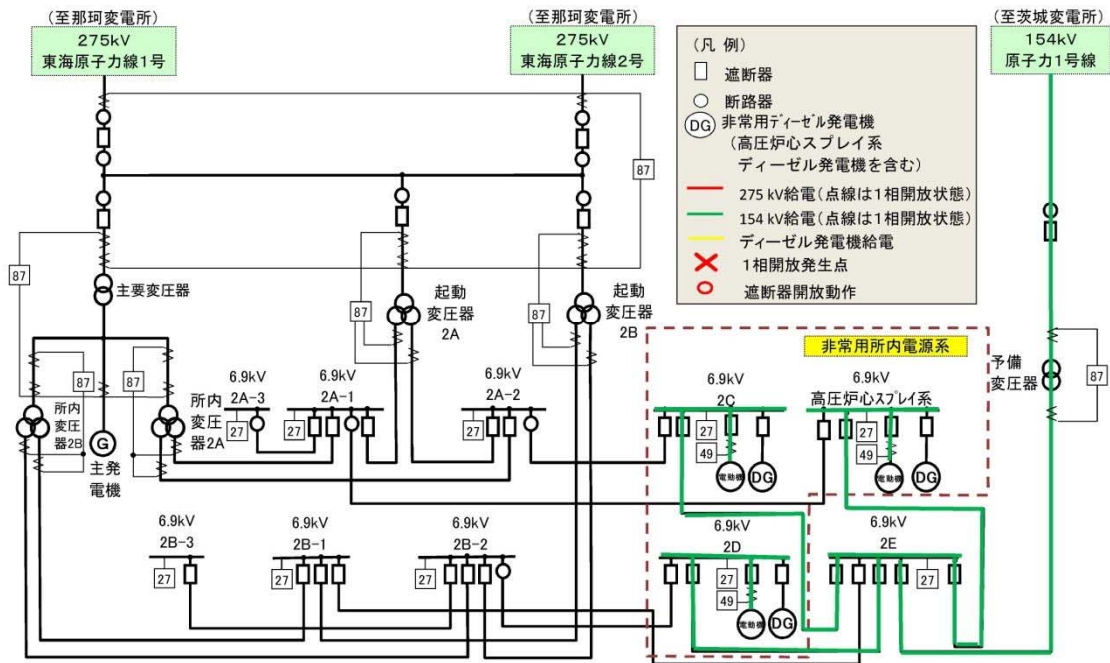 (至那珂変電所)
275kV
東海原子力線1号
(至那珂変電所)
275kV
東海原子力線2号
(至茨城変電所)
154kV
原子力1号線
(凡 例)
遮断器
断路器
DG
非常用ディーゼル発電機
(高圧炉心スプレイ系
ディーゼル発電機を含む)
275 kV給電(点線は1相開放状態)
154 kV給電(点線は1相開放状態)
ディーゼル発電機給電
1相開放発生点
遮断器開放動作
87
87
主要変圧器
87
起動
変圧器
2A
87
起動
変圧器
2B
87
87
所内
変圧
器2B
G
主発
電機
所内
変圧
器2A
6.9kV
2A-3
27
6.9kV
2A-1
27
6.9kV
2A-2
27
非常用所内電源系
6.9kV
2C
27
49
電動機
DG
6.9kV
高圧炉心スプレイ系
27
49
電動機
DG
予備
変圧器
87
6.9kV
2B-3
27
6.9kV
2B-1
27
6.9kV
2B-2
27
6.9kV
2D
27
49
電動機
DG
6.9kV
2E
27